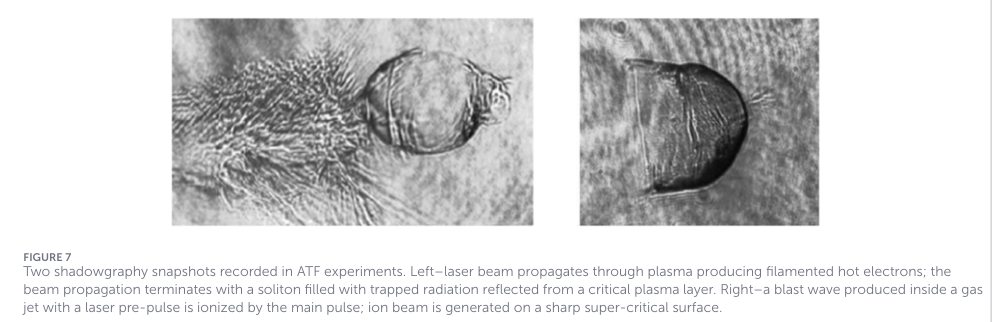 FIGURE 7
Two shadowgraphy snapshots recorded in ATF experiments. Left–laser beam propagates through plasma producing filamented hot electrons; the
beam propagation terminates with a soliton filled with trapped radiation reflected from a critical plasma layer. Right–a blast wave produced inside a gas
jet with a laser pre-pulse is ionized by the main pulse; ion beam is generated on a sharp super-critical surface.